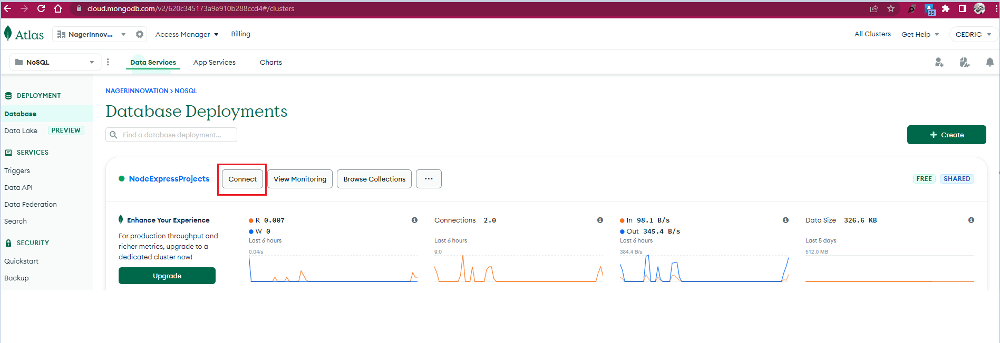 cloud.mongodb.com/v2/620c345173a9e910b288ccd4#/clusters
39
Atlas
NagerInnov...
Access Manager
Billing
All Clusters
Get Help
CEDRIC
NoSQL
Data Services
App Services
Charts
DEPLOYMENT
Database
Data Lake PREVIEW
SERVICES
Triggers
Data API
Data Federation
Search
SECURITY
Quickstart
Backup
NAGERINNOVATION > NOSQL
Database Deployments
Find a database deployment...
+ Create
NodeExpressProjects
Connect
View Monitoring
Browse Collections
...
FREE
SHARED
Enhance Your Experience
For production throughput and
richer metrics, upgrade to a
dedicated cluster now!
Upgrade
R 0.007
W 0
Last 6 hours
0.04/s
Connections 2.0
Last 6 hours
9.0
In 98.1 B/s
Out 345.4 B/s
Last 6 hours
384.4 B/s
Data Size 326.6 KB
Last 5 days
512.0 MB